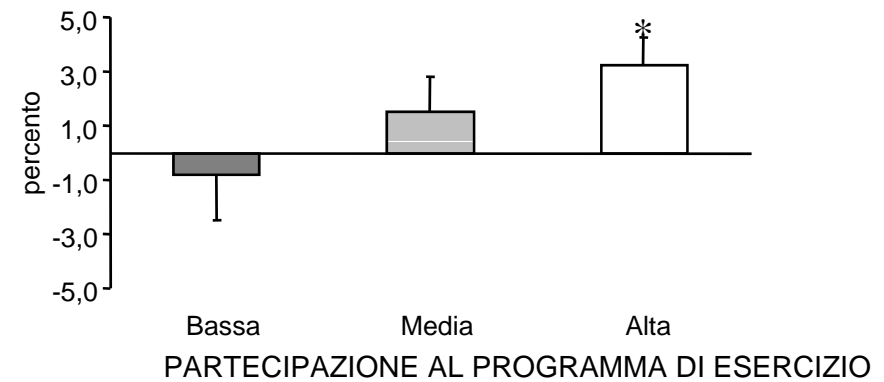 5,0
3,0
1,0
-1,0
-3,0
-5,0
percento
*
Bassa Media Alta
PARTECIPAZIONE AL PROGRAMMA DI ESERCIZIO